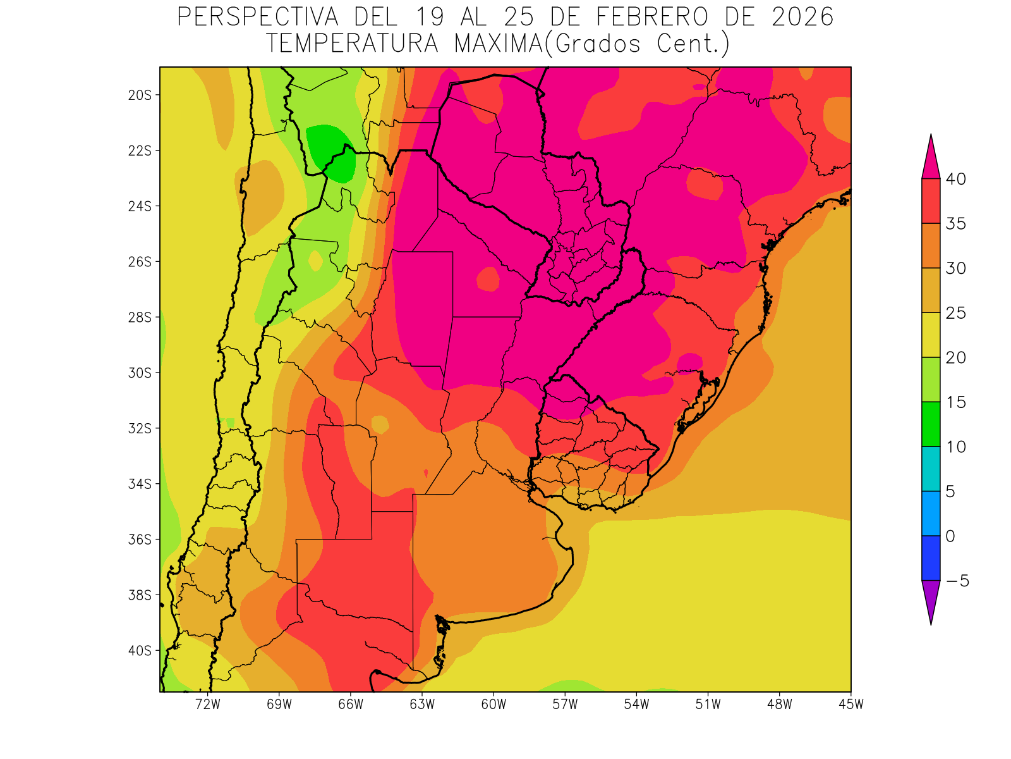 PERSPECTIVA DEL 19 AL 25 DE FEBRERO DE 2026
TEMPERATURA MAXIMA(Grados Cent.)
20S
22S
24S
26S
28S
30S
32S
34S
36S
38S
40S
72W 69W 66W 63W 60W 57W 54W 51W 48W 45W
40
35
30
25
20
15
10
5
0
−5